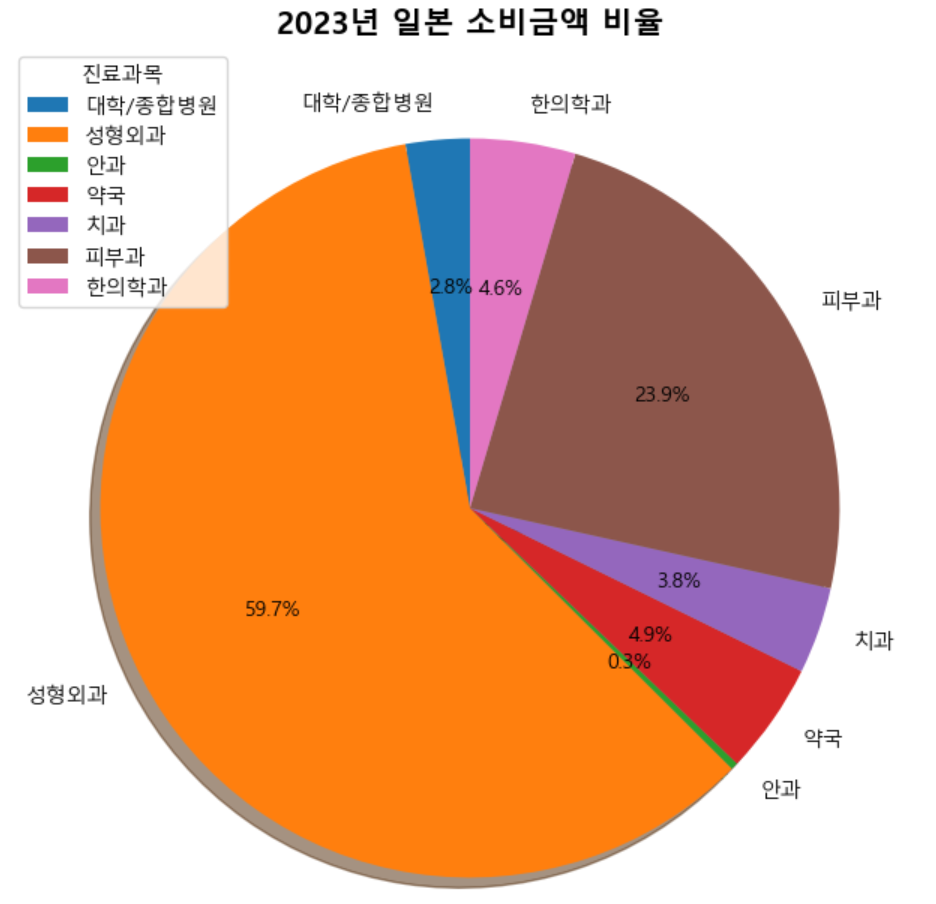 2023년 일본 소비금액 비율
진료과목
대학/종합병원
성형외과
안과
약국
치과
피부과
한의학과
대학/종합병원
한의학과
피부과
치과
약국
안과
성형외과
2.8%
4.6%
23.9%
3.8%
4.9%
0.3%
59.7%